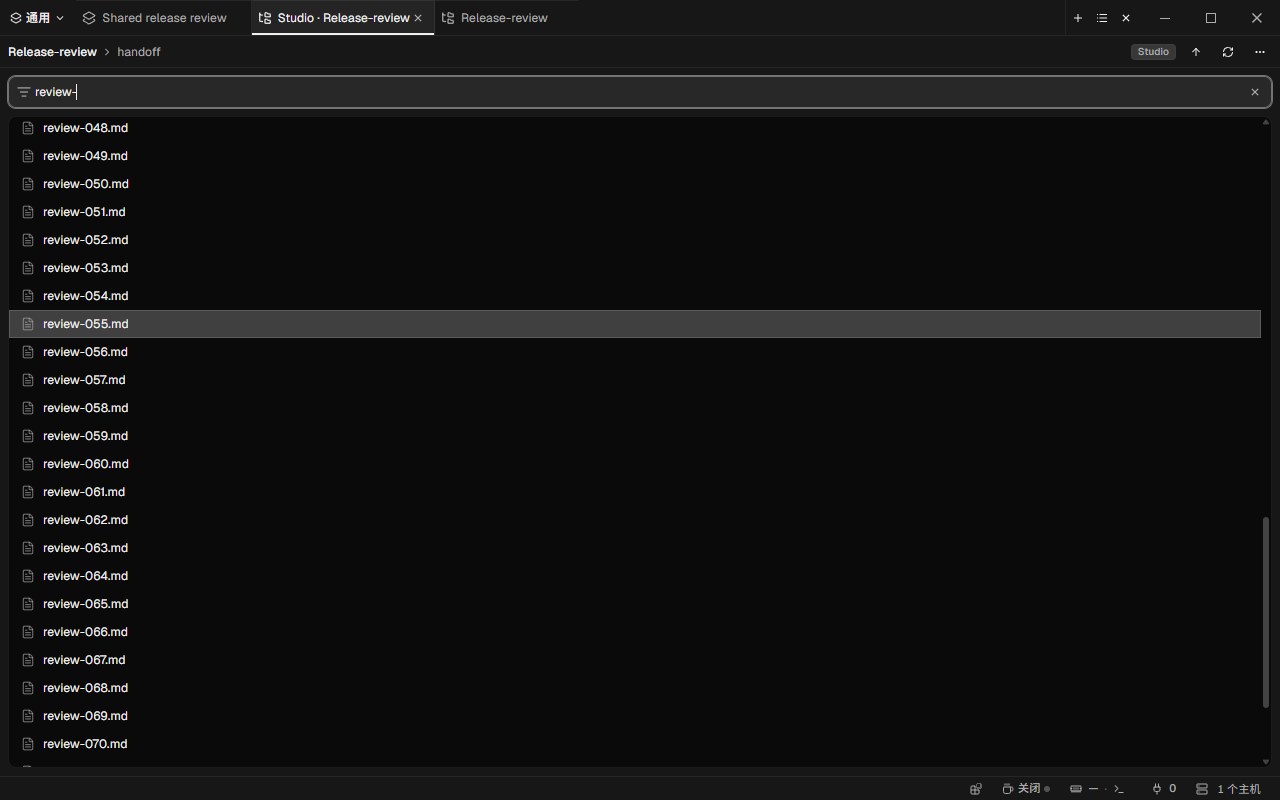 通用
Shared release review
Studio · Release-review
Release-review
Release-review > handoff
Studio
review-
review-048.md
review-049.md
review-050.md
review-051.md
review-052.md
review-053.md
review-054.md
review-055.md
review-056.md
review-057.md
review-058.md
review-059.md
review-060.md
review-061.md
review-062.md
review-063.md
review-064.md
review-065.md
review-066.md
review-067.md
review-068.md
review-069.md
review-070.md
关闭
— ·
0
1 个主机